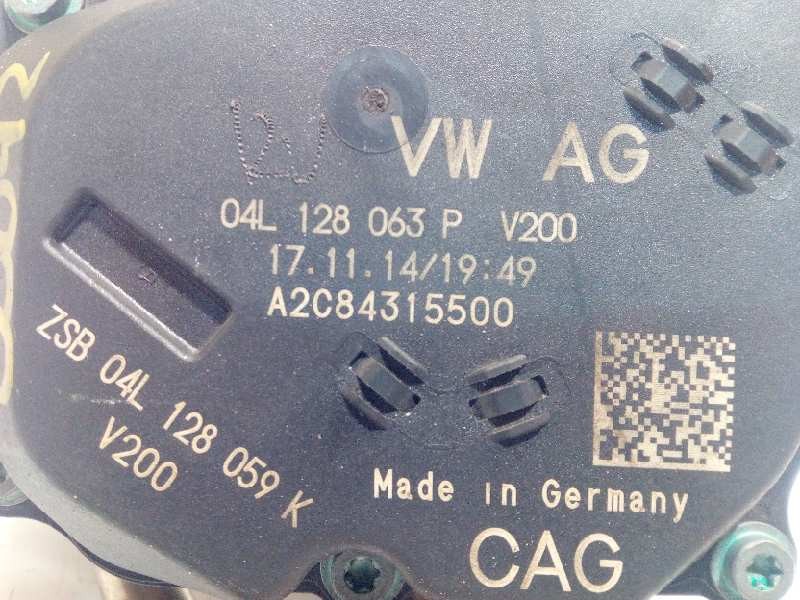 VW AG
04L 128 063 P V200
17.11.14/19:49
A2C84315500
ZSB 04L 128 059 K
V200
Made in Germany
CAG